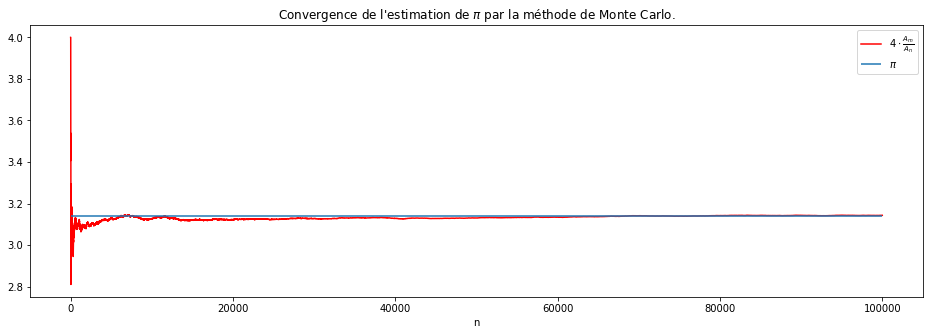 Convergence de l'estimation de π par la méthode de Monte Carlo.
4 · A_m/A_n
π
4.0
3.8
3.6
3.4
3.2
3.0
2.8
0 20000 40000 60000 80000 100000
n